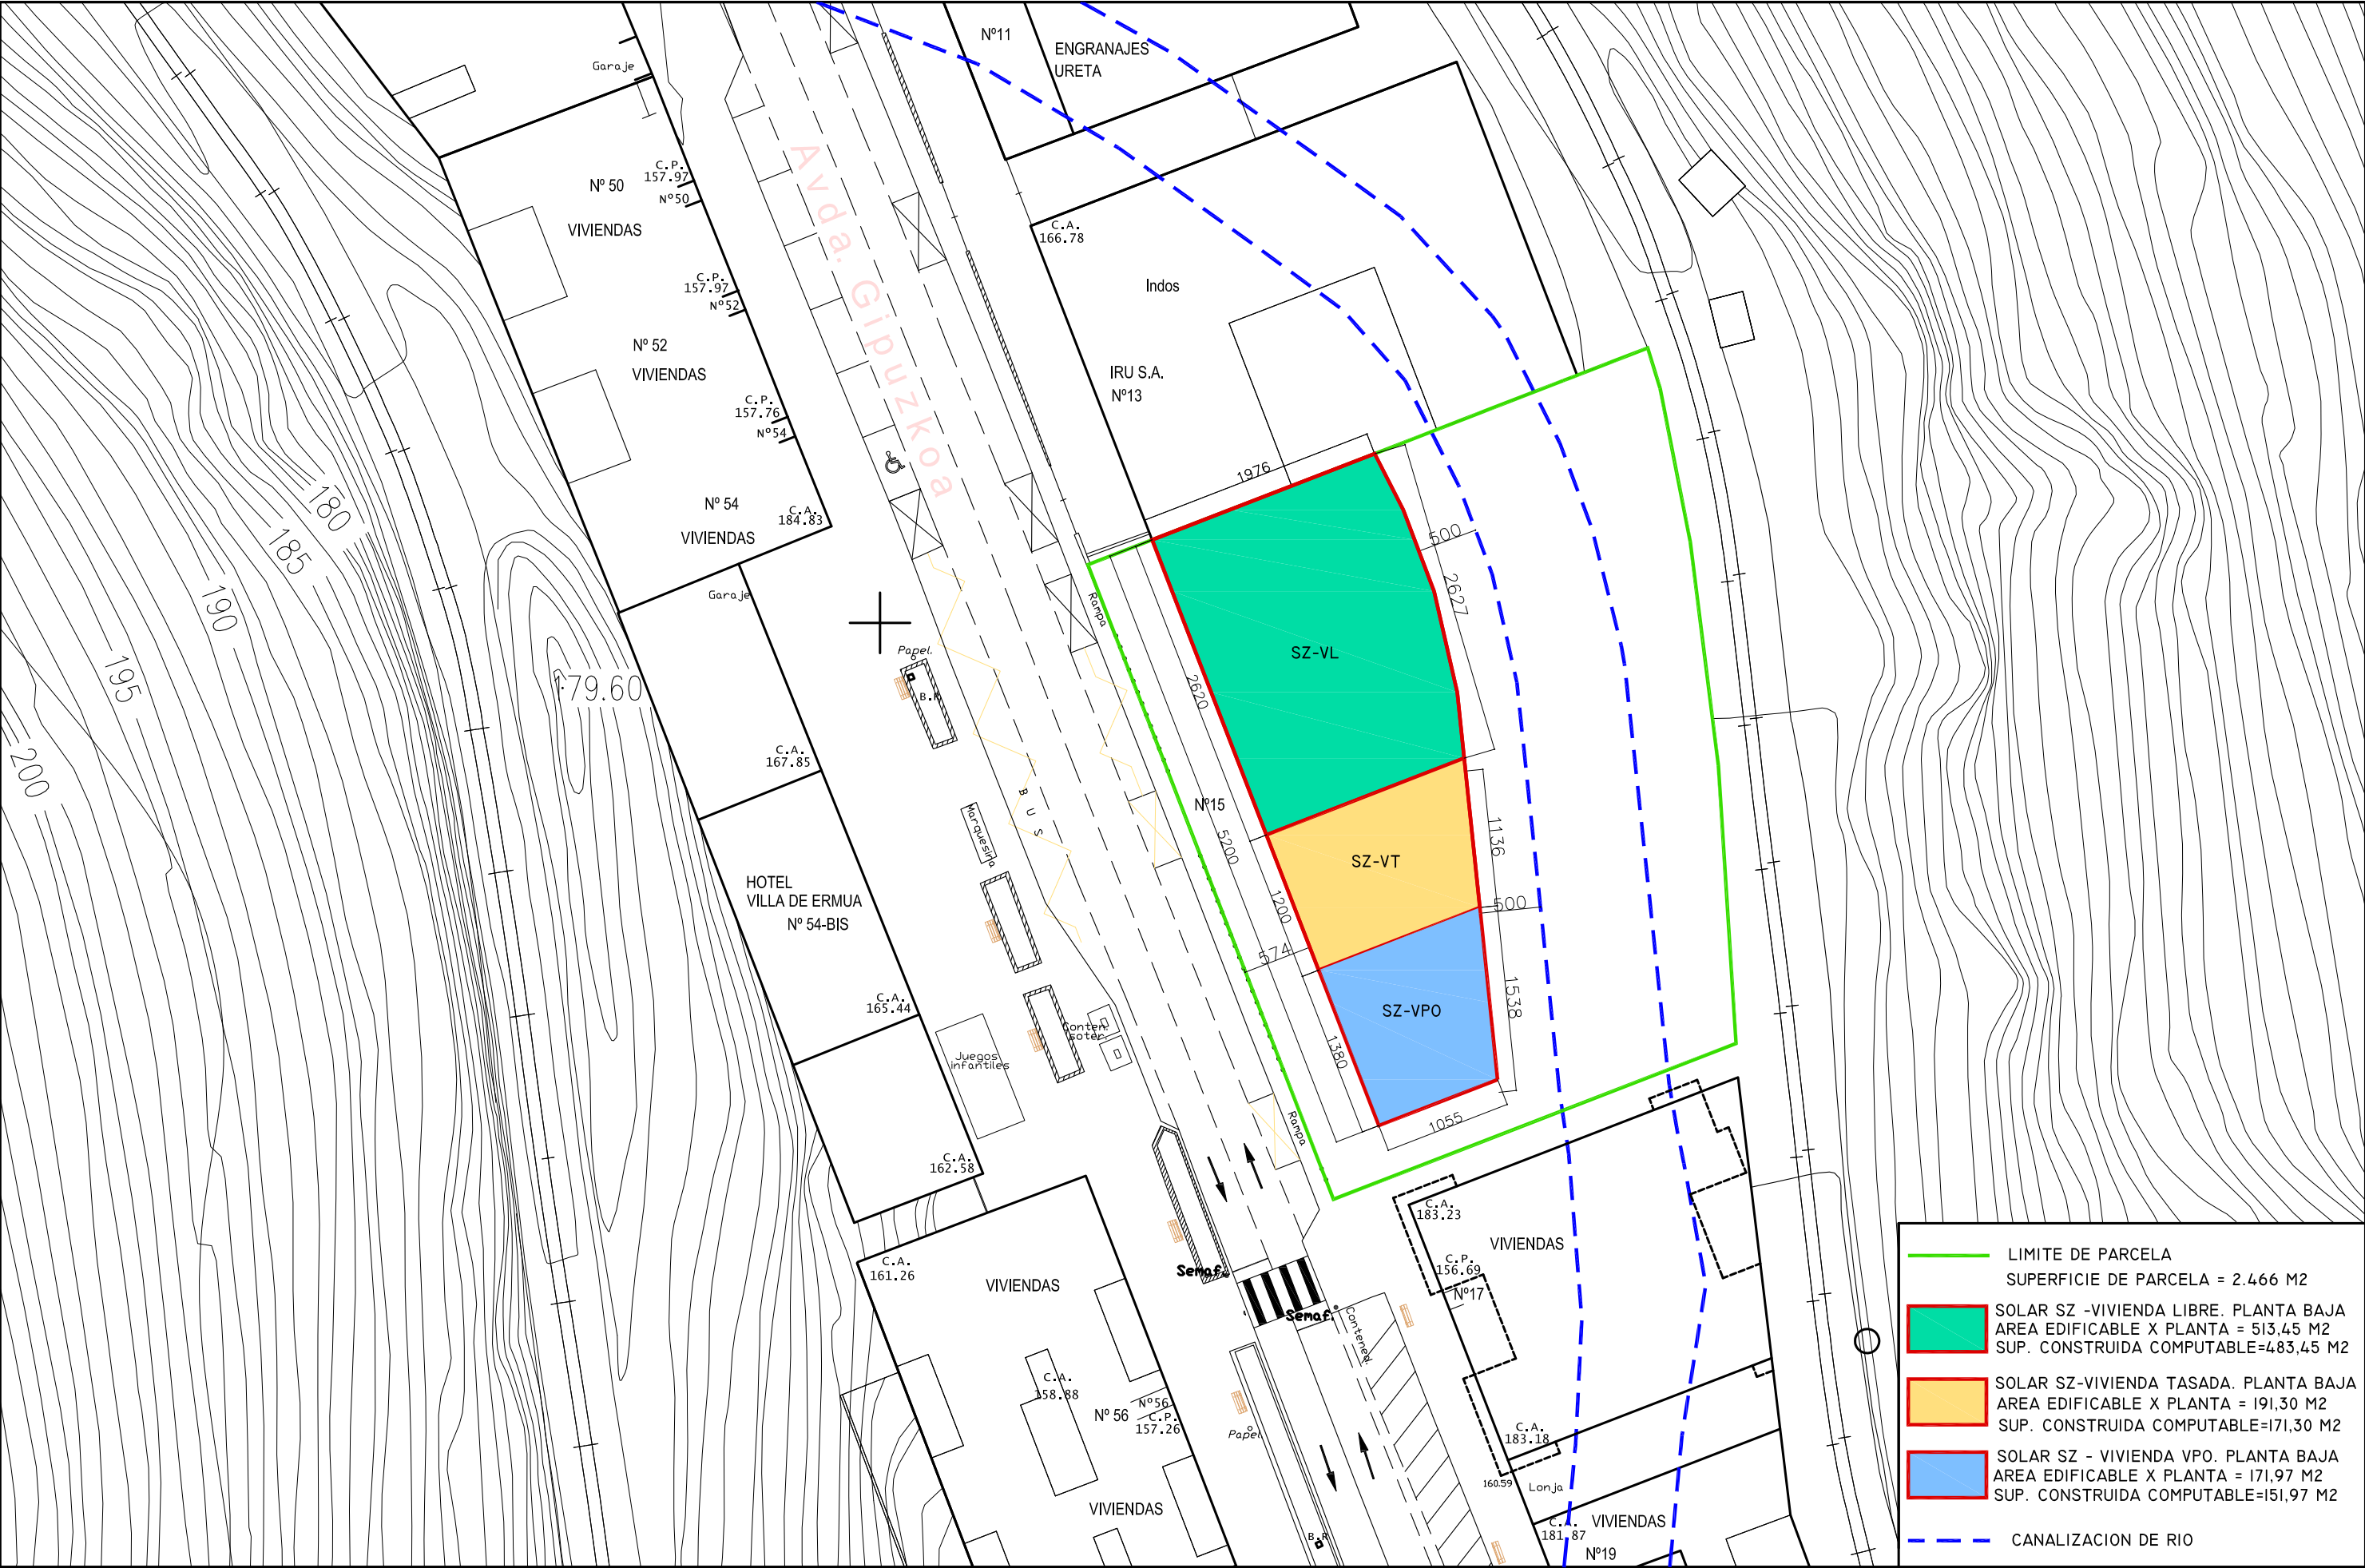 Nº11
ENGRANAJES
URETA
Garaje
C.P.
157.97
Nº50
Nº 50
VIVIENDAS
Avda. Gipuzkoa
C.A.
166.78
Indos
C.P.
157.97
Nº52
Nº 52
VIVIENDAS
IRU S.A.
Nº13
C.P.
157.76
Nº54
Nº 54
VIVIENDAS
C.A.
184.83
180
185
190
195
200
179.60
Garaje
1976
500
2627
Rampa
SZ-VL
2620
Papel.
B.R
C.A.
167.85
BUS
Marquesina
Nº15
5200
SZ-VT
1136
1200
500
574
HOTEL
VILLA DE ERMUA
Nº 54-BIS
C.A.
165.44
Conten.
soter.
Juegos
infantiles
SZ-VPO
1538
1380
1055
Rampa
C.A.
162.58
C.A.
183.23
VIVIENDAS
C.P.
156.69
Nº17
C.A.
161.26
VIVIENDAS
Semaf.
Semaf.
Contened.
C.A.
158.88
Nº 56
Nº56
C.P.
157.26
Papel
C.A.
183.18
160.59
Lonja
VIVIENDAS
B.R
C.A.
181.87
VIVIENDAS
Nº19
LIMITE DE PARCELA
SUPERFICIE DE PARCELA = 2.466 M2
SOLAR SZ -VIVIENDA LIBRE. PLANTA BAJA
AREA EDIFICABLE X PLANTA = 513,45 M2
SUP. CONSTRUIDA COMPUTABLE=483,45 M2
SOLAR SZ-VIVIENDA TASADA. PLANTA BAJA
AREA EDIFICABLE X PLANTA = 191,30 M2
SUP. CONSTRUIDA COMPUTABLE=171,30 M2
SOLAR SZ - VIVIENDA VPO. PLANTA BAJA
AREA EDIFICABLE X PLANTA = 171,97 M2
SUP. CONSTRUIDA COMPUTABLE=151,97 M2
CANALIZACION DE RIO